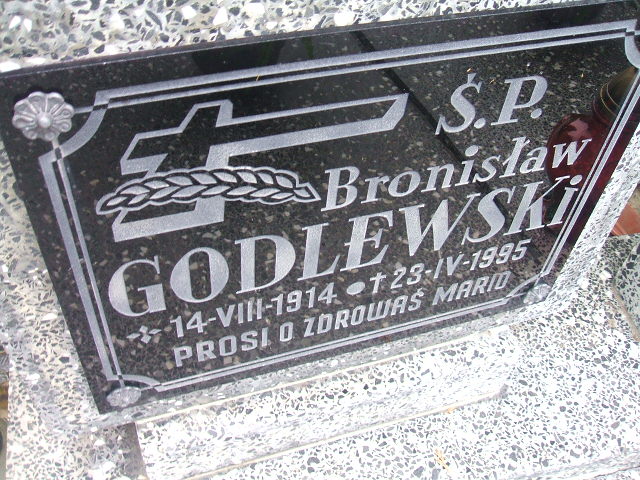 Ś.P.
Bronisław
GODLEWSKi
14-VIII-1914 • † 23-IV-1995
PROSI O ZDROWAŚ MARIO